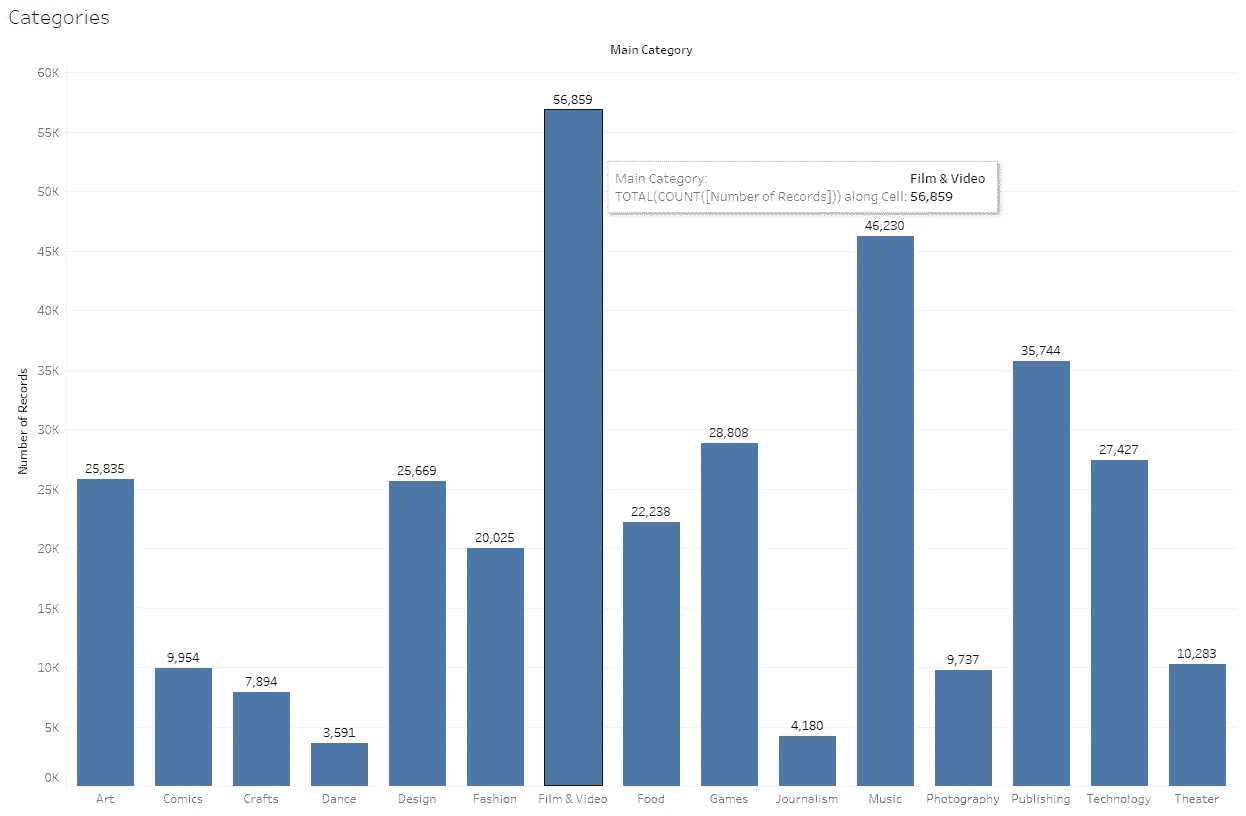 Categories
Main Category
60K
55K
50K
45K
40K
35K
30K
25K
20K
15K
10K
5K
0K
Number of Records
25,835
9,954
7,894
3,591
25,669
20,025
56,859
22,238
28,808
4,180
46,230
9,737
35,744
27,427
10,283
Main Category: Film & Video
TOTAL(COUNT([Number of Records])) along Cell: 56,859
Art Comics Crafts Dance Design Fashion Film & Video Food Games Journalism Music Photography Publishing Technology Theater